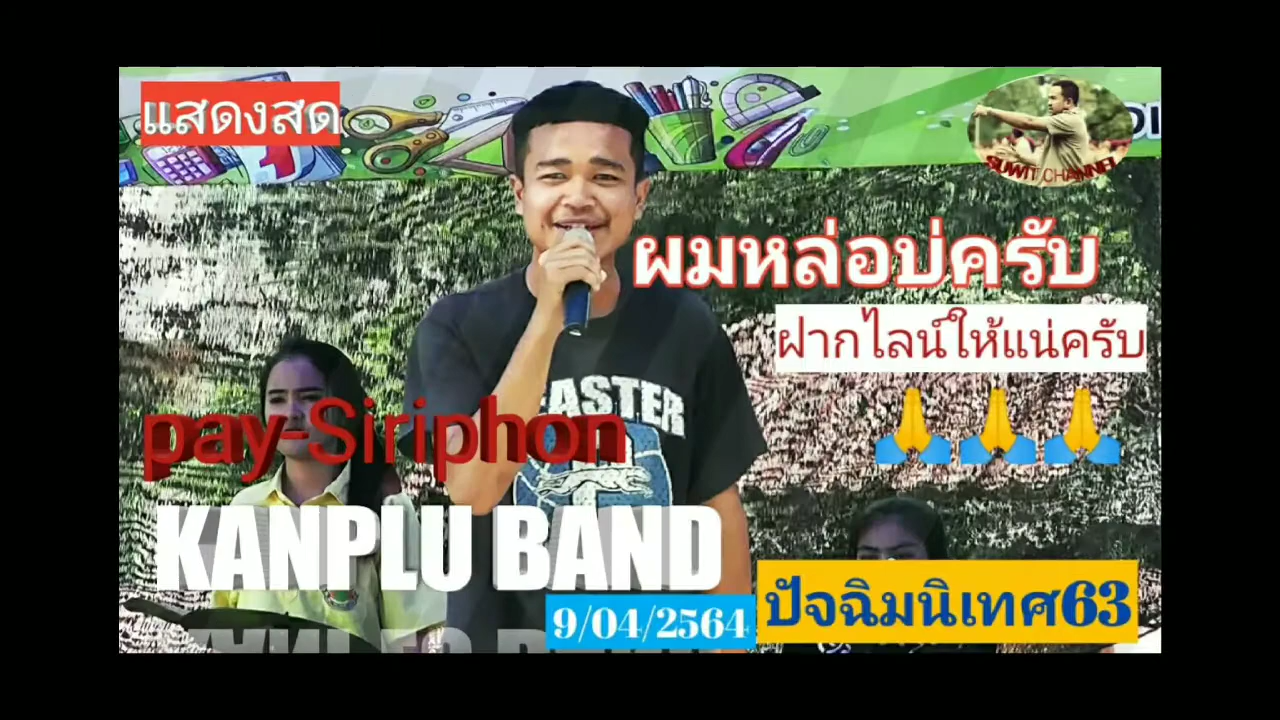 แสดงสด
SUWIT CHANNEL
ผมหล่อบ่ครับ
ฝากไลน์ให้แน่ครับ
pay-Siriphon
EASTER
KANPLU BAND
9/04/2564
ปัจฉิมนิเทศ63